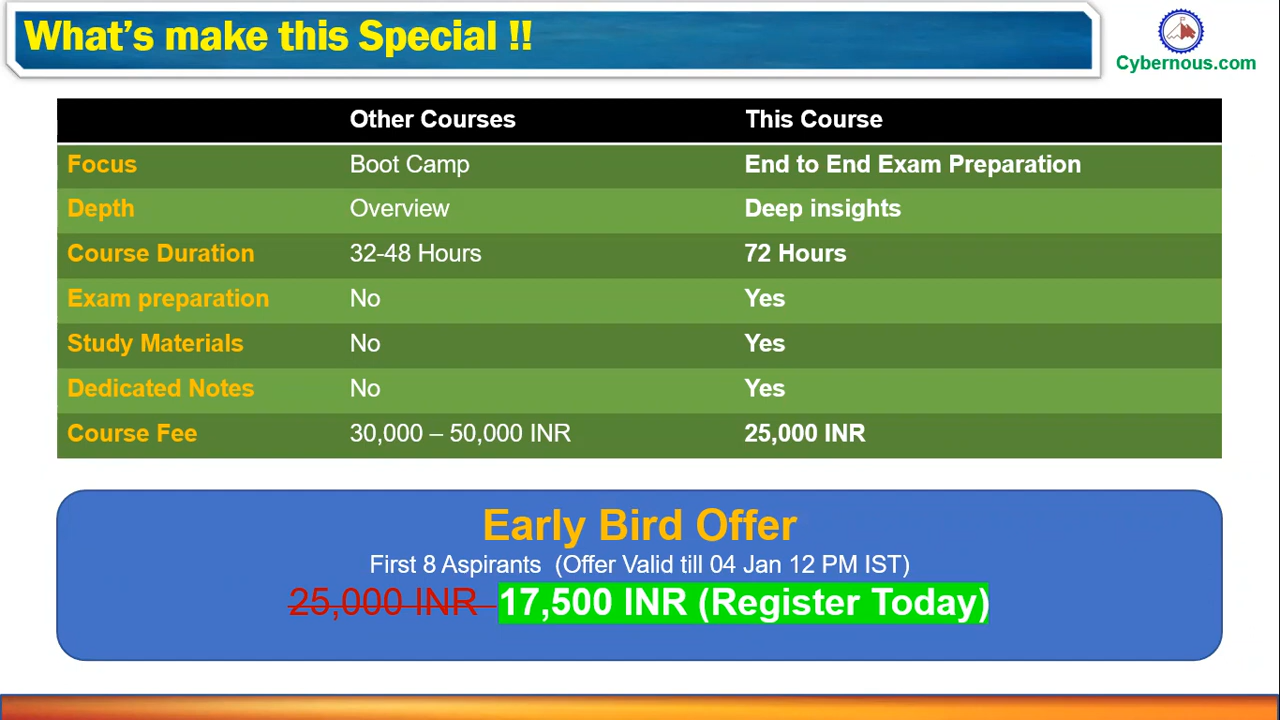 What's make this Special !!
Cybernous.com
Other Courses This Course
Focus Boot Camp End to End Exam Preparation
Depth Overview Deep insights
Course Duration 32-48 Hours 72 Hours
Exam preparation No Yes
Study Materials No Yes
Dedicated Notes No Yes
Course Fee 30,000 – 50,000 INR 25,000 INR
Early Bird Offer
First 8 Aspirants (Offer Valid till 04 Jan 12 PM IST)
25,000 INR 17,500 INR (Register Today)